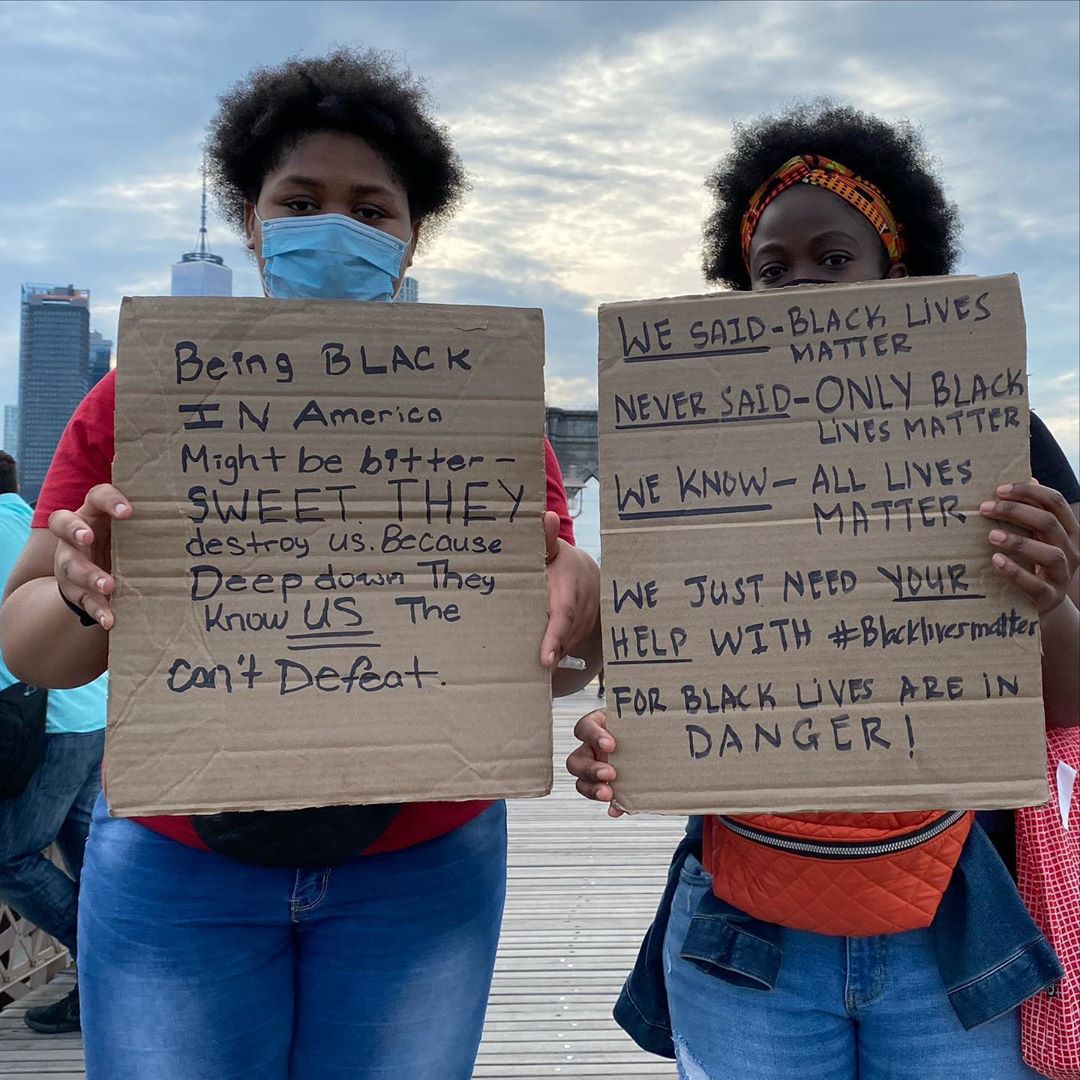 Being BLACK
IN America
Might be bitter-
SWEET. THEY
destroy us. Because
Deep down They
Know US The
can't Defeat.
WE SAID-BLACK LIVES
MATTER
NEVER SAID-ONLY BLACK
LIVES MATTER
WE KNOW- ALL LIVES
MATTER
WE JUST NEED YOUR
HELP WITH #Blacklivesmatter
FOR BLACK LIVES ARE IN
DANGER!